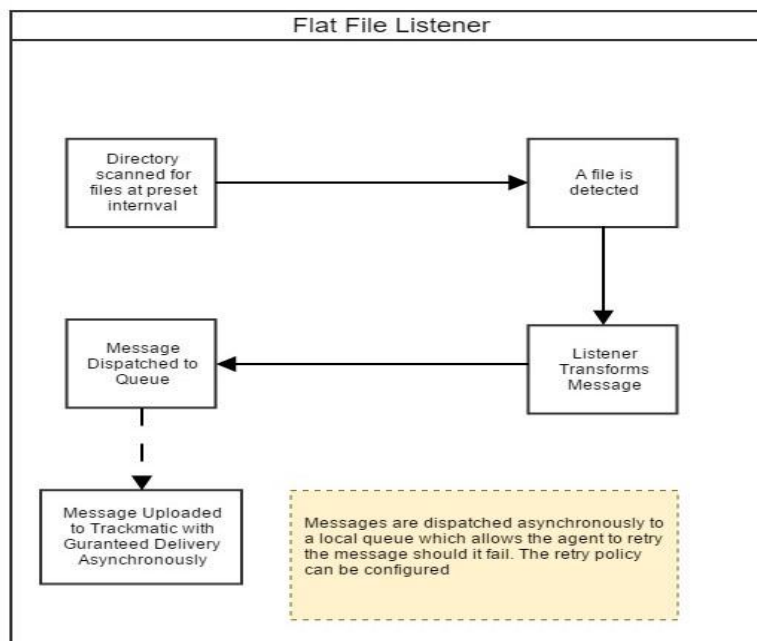 Flat File Listener
Directory
scanned for
files at preset
internval
A file is
detected
Listener
Transforms
Message
Message
Dispatched to
Queue
Message Uploaded
to Trackmatic with
Guranteed Delivery
Asynchronously
Messages are dispatched asynchronously to
a local queue which allows the agent to retry
the message should it fail. The retry policy
can be configured